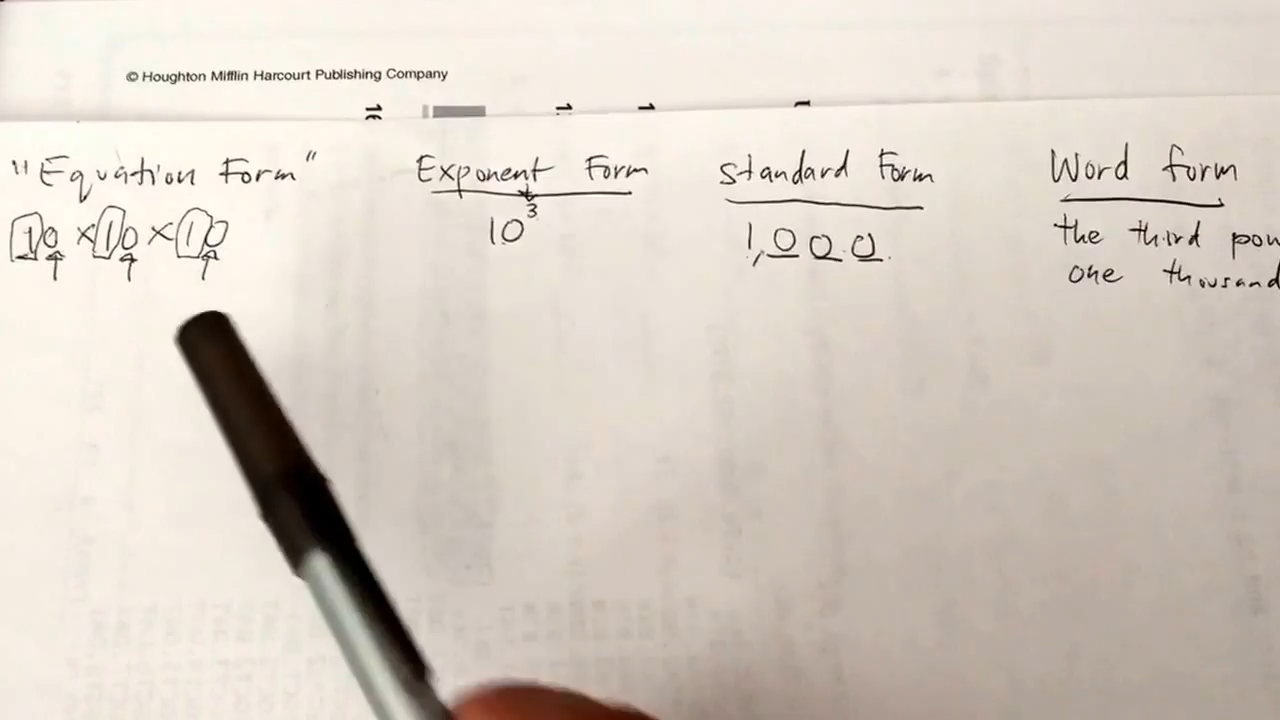 © Houghton Mifflin Harcourt Publishing Company
"Equation Form"
10 × 10 × 10
Exponent Form
10³
Standard Form
1,000
Word form
the third
one thousand